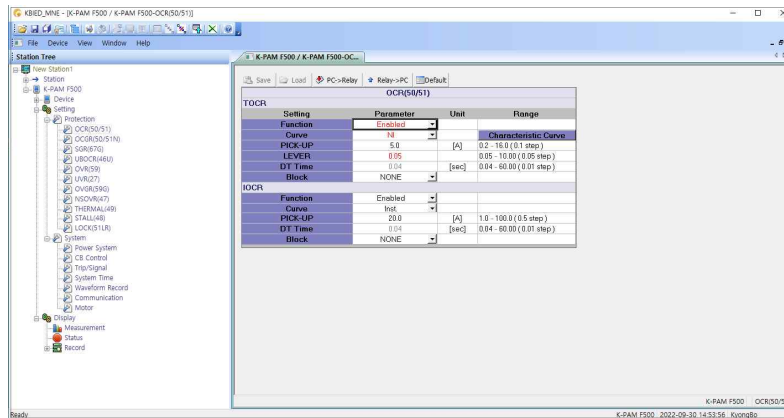 KBIED_MNE - [K-PAM F500 / K-PAM F500-OCR(50/51)]
File Device View Window Help
Station Tree
K-PAM F500 / K-PAM F500-OC...
New Station1
Station
K-PAM F500
Device
Setting
Protection
OCR(50/51)
OCGR(50/51N)
SGR(67G)
UBOCR(46U)
OVR(59)
UVR(27)
OVGR(59G)
NSOVR(47)
THERMAL(49)
STALL(48)
LOCK(51LR)
System
Power System
CB Control
Trip/Signal
System Time
Waveform Record
Communication
Motor
Display
Measurement
Status
Record
Save Load PC->Relay Relay->PC Default
OCR(50/51)
TOCR
Setting Parameter Unit Range
Function Enabled
Curve NI Characteristic Curve
PICK-UP 5.0 [A] 0.2 - 16.0 ( 0.1 step )
LEVER 0.05 0.05 - 10.00 ( 0.05 step )
DT Time 0.04 [sec] 0.04 - 60.00 ( 0.01 step )
Block NONE
IOCR
Function Enabled
Curve Inst.
PICK-UP 20.0 [A] 1.0 - 100.0 ( 0.5 step )
DT Time 0.04 [sec] 0.04 - 60.00 ( 0.01 step )
Block NONE
K-PAM F500 OCR(50/5
Ready K-PAM F500 2022-09-30 14:53:56 KyongBo